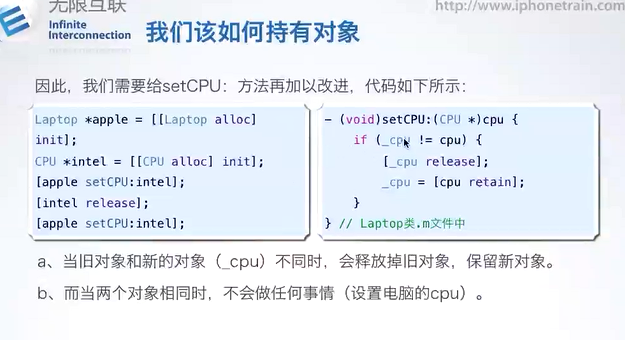 无限互联
Infinite
Interconnection
http://www.iphonetrain.com
我们该如何持有对象
因此，我们需要给setCPU：方法再加以改进，代码如下所示：
Laptop *apple = [[Laptop alloc]
init];
CPU *intel = [[CPU alloc] init];
[apple setCPU:intel];
[intel release];
[apple setCPU:intel];
- (void)setCPU:(CPU *)cpu {
if (_cpu != cpu) {
[_cpu release];
_cpu = [cpu retain];
}
} // Laptop类.m文件中
a、当旧对象和新的对象（_cpu）不同时，会释放掉旧对象，保留新对象。
b、而当两个对象相同时，不会做任何事情（设置电脑的cpu）。